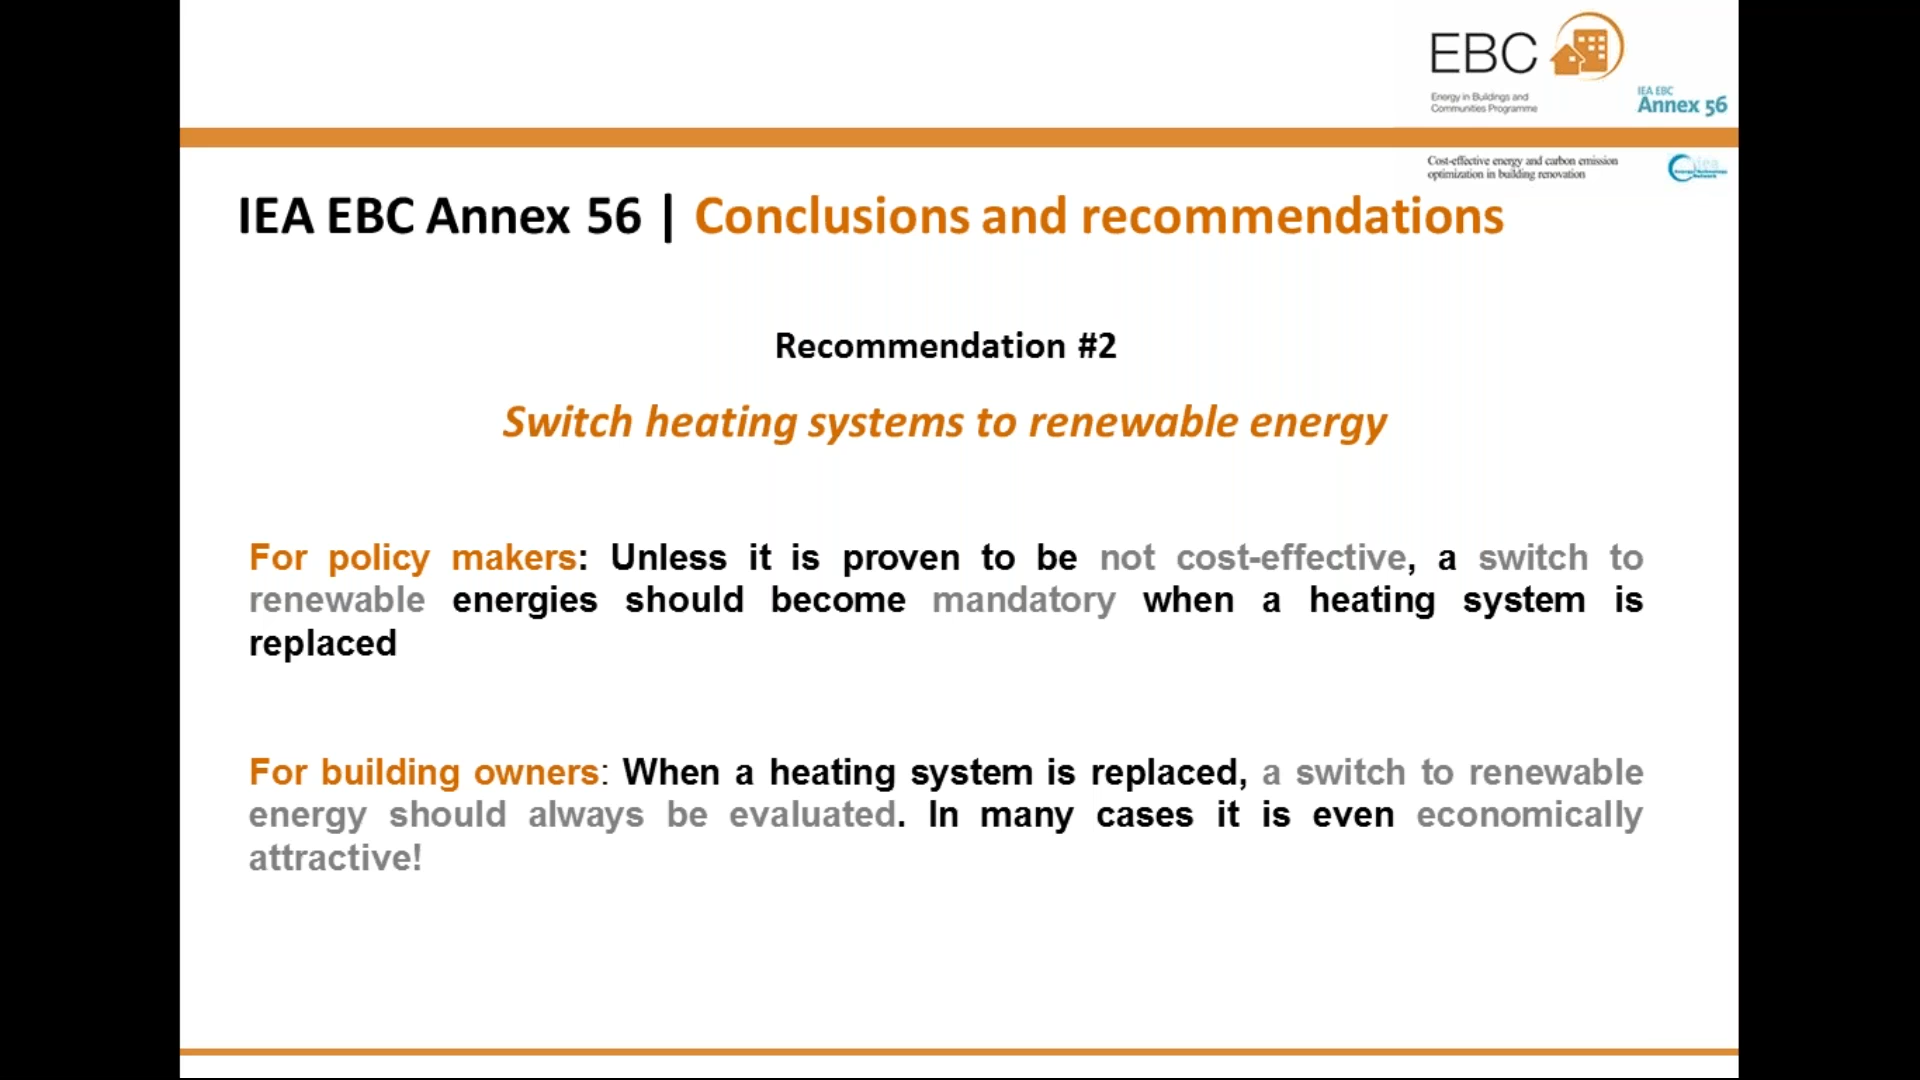 EBC
Energy in Buildings and
Communities Programme
IEA EBC
Annex 56
Cost-effective energy and carbon emission
optimization in building renovation
IEA EBC Annex 56 | Conclusions and recommendations
Recommendation #2
Switch heating systems to renewable energy
For policy makers: Unless it is proven to be not cost-effective, a switch to
renewable energies should become mandatory when a heating system is
replaced
For building owners: When a heating system is replaced, a switch to renewable
energy should always be evaluated. In many cases it is even economically
attractive!